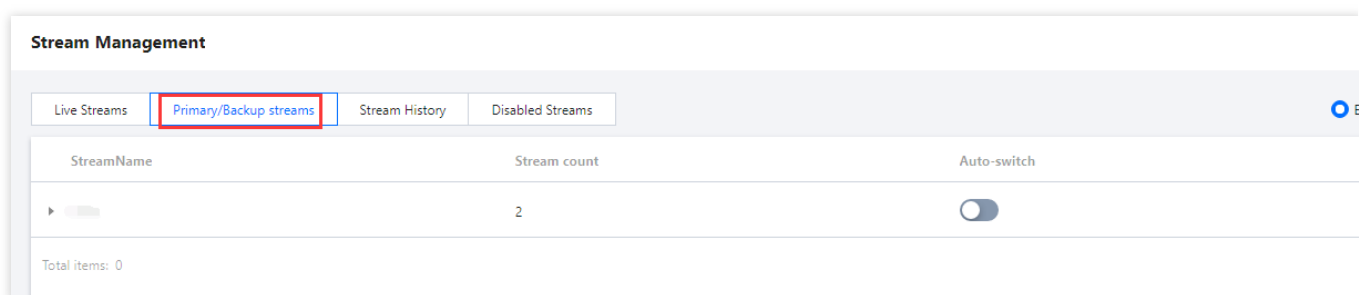 Stream Management
Live Streams Primary/Backup streams Stream History Disabled Streams
StreamName Stream count Auto-switch
2
Total items: 0